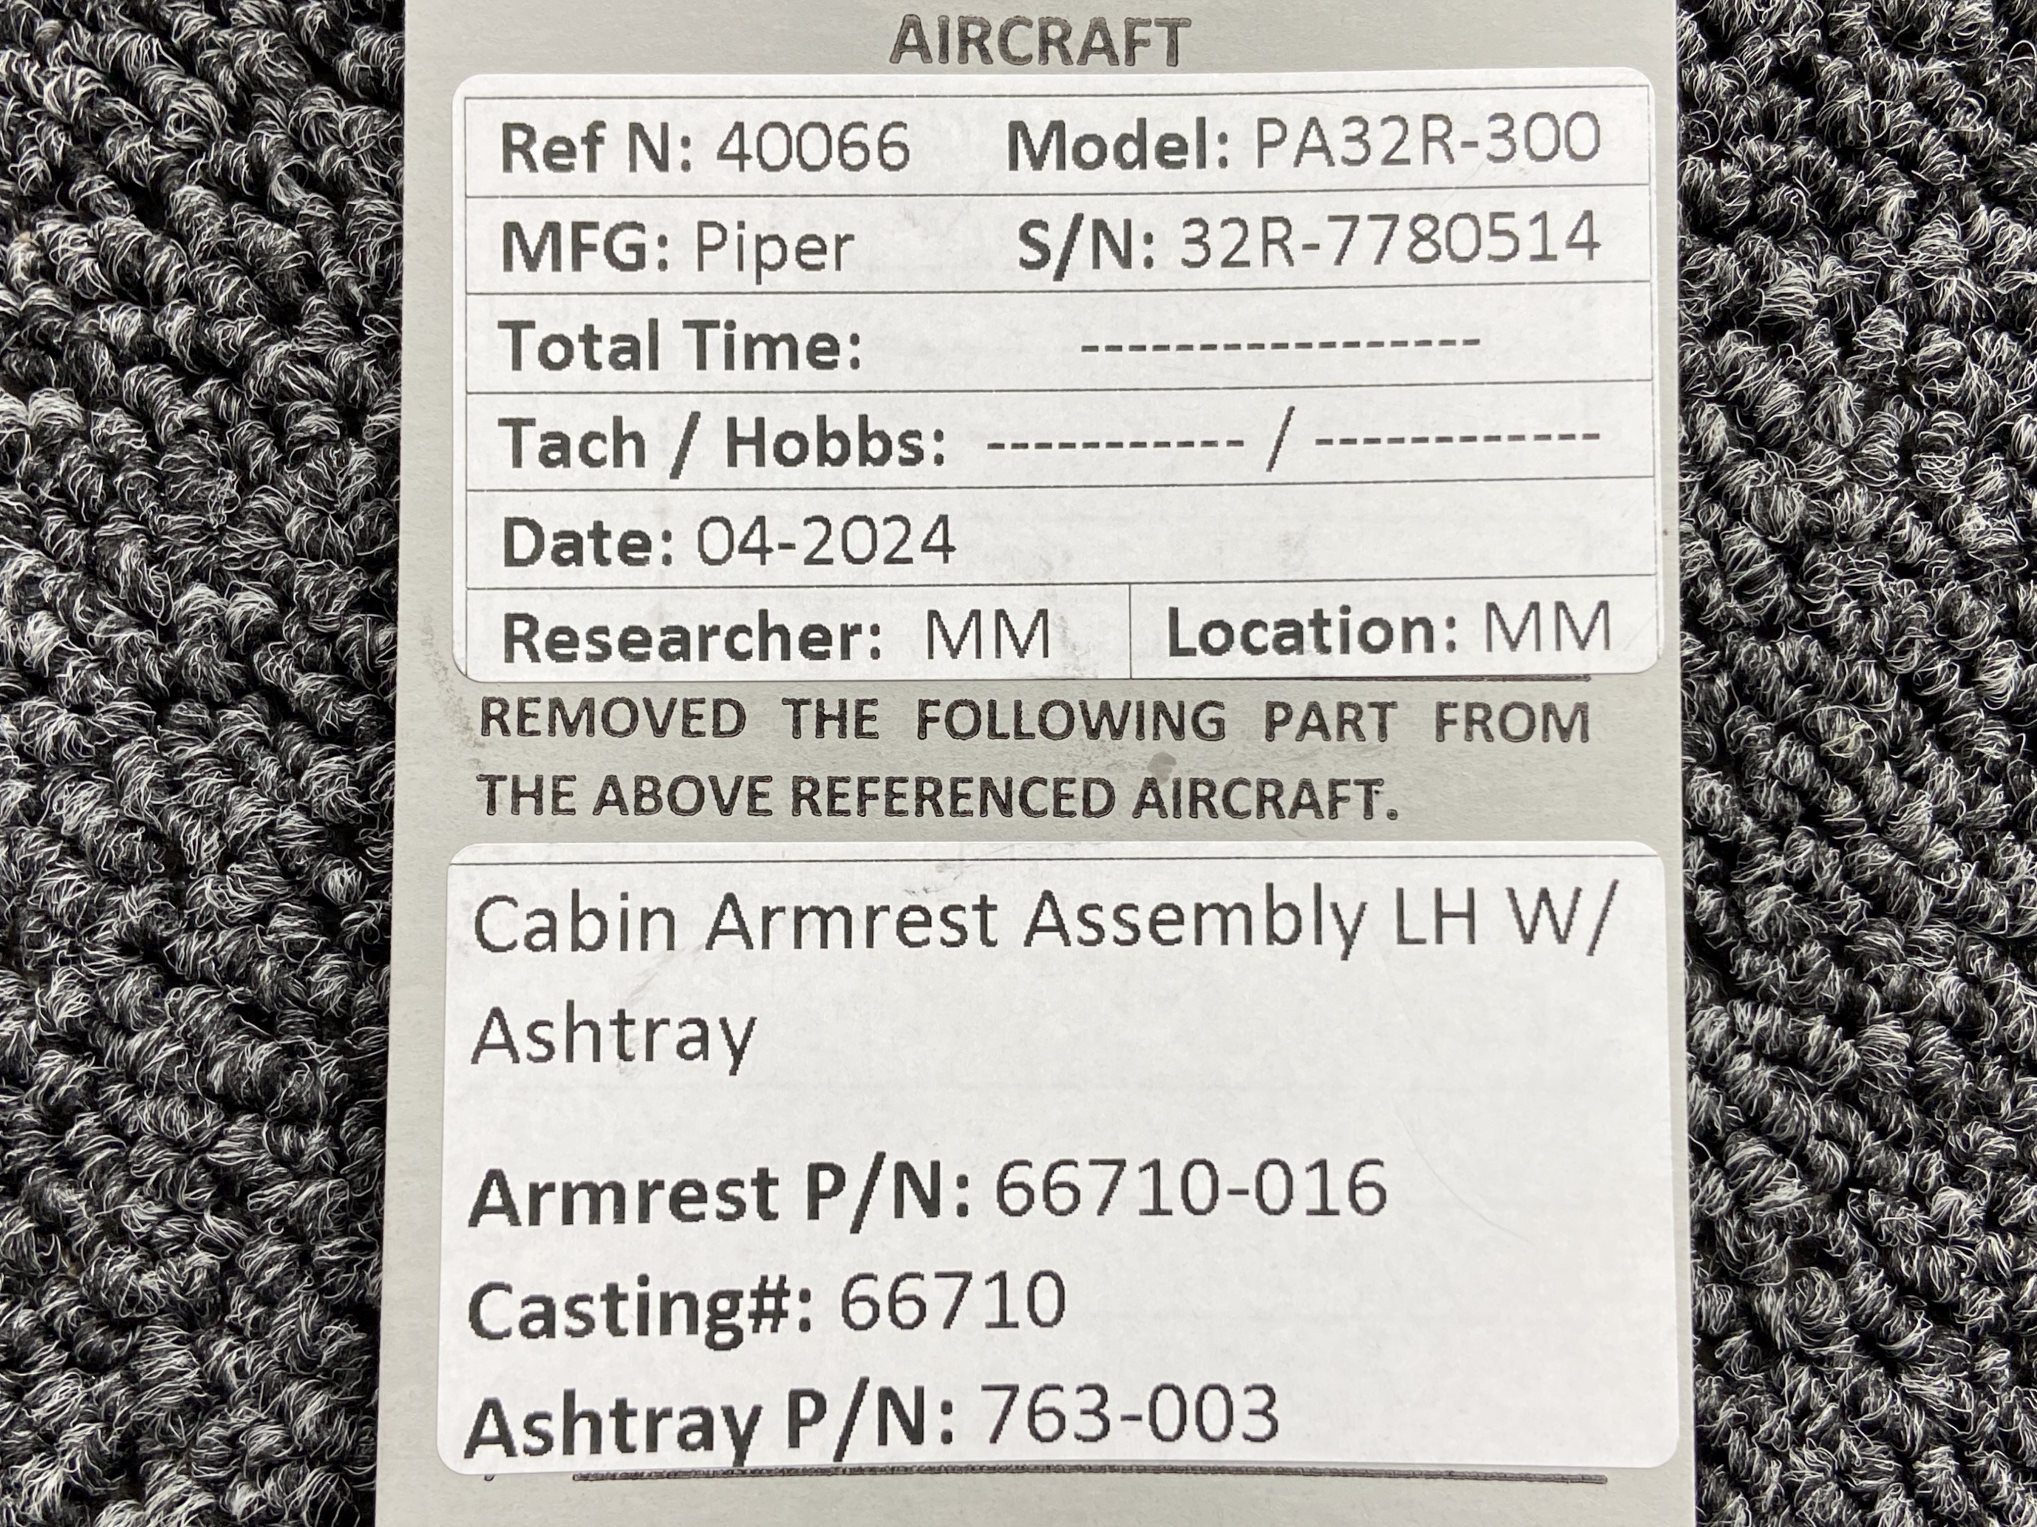 AIRCRAFT
Ref N: 40066 Model: PA32R-300
MFG: Piper S/N: 32R-7780514
Total Time: -----------------
Tach / Hobbs: ----------- / ------------
Date: 04-2024
Researcher: MM Location: MM
REMOVED THE FOLLOWING PART FROM
THE ABOVE REFERENCED AIRCRAFT.
Cabin Armrest Assembly LH W/
Ashtray
Armrest P/N: 66710-016
Casting#: 66710
Ashtray P/N: 763-003